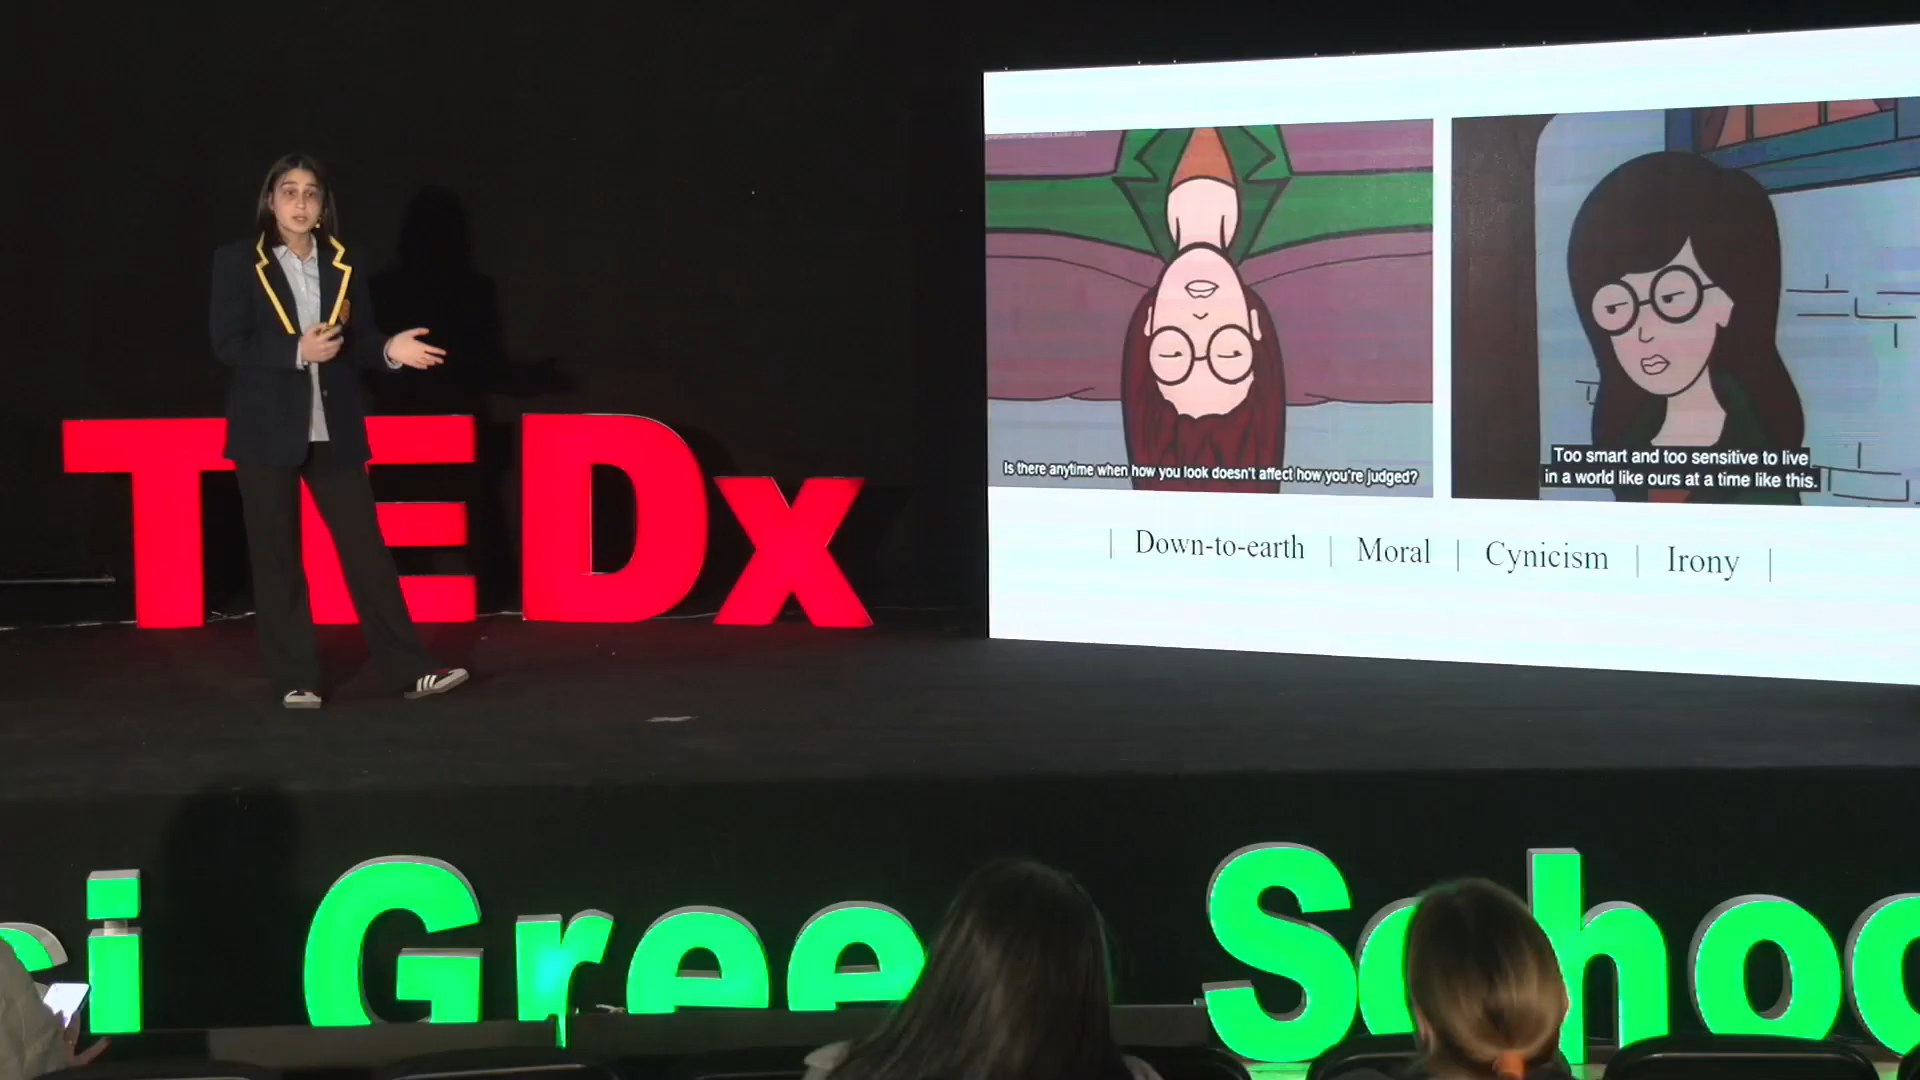 TEDx
Is there anytime when how you look doesn't affect how you're judged?
Too smart and too sensitive to live
in a world like ours at a time like this.
| Down-to-earth | Moral | Cynicism | Irony |
Gree School